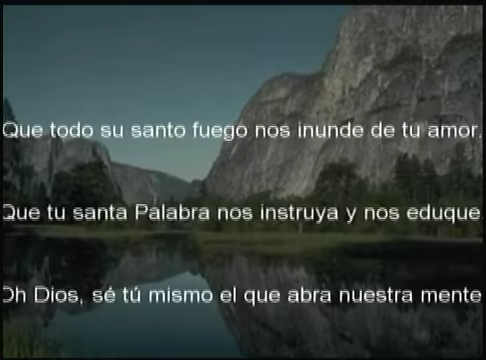 Que todo su santo fuego nos inunde de tu amor.
Que tu santa Palabra nos instruya y nos eduque
Oh Dios, sé tú mismo el que abra nuestra mente